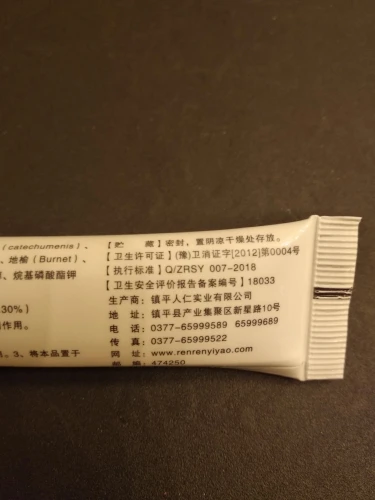 (catechumenis)、
、地榆(Burnet)、
、烷基磷酸酯钾
30%)
作用。
。3、将本品置于
【贮 藏】密封,置阴凉干燥处存放。
【卫生许可证】(豫)卫消证字[2012]第0004号
【执行标准】Q/ZRSY 007-2018
【卫生安全评价报告备案编号】18033
生产商:镇平人仁实业有限公司
地 址:镇平县产业集聚区新星路10号
电 话:0377-65999589 65999689
传 真:0377-65999522
网 址:www.renrenyiyao.com
邮 编:474250